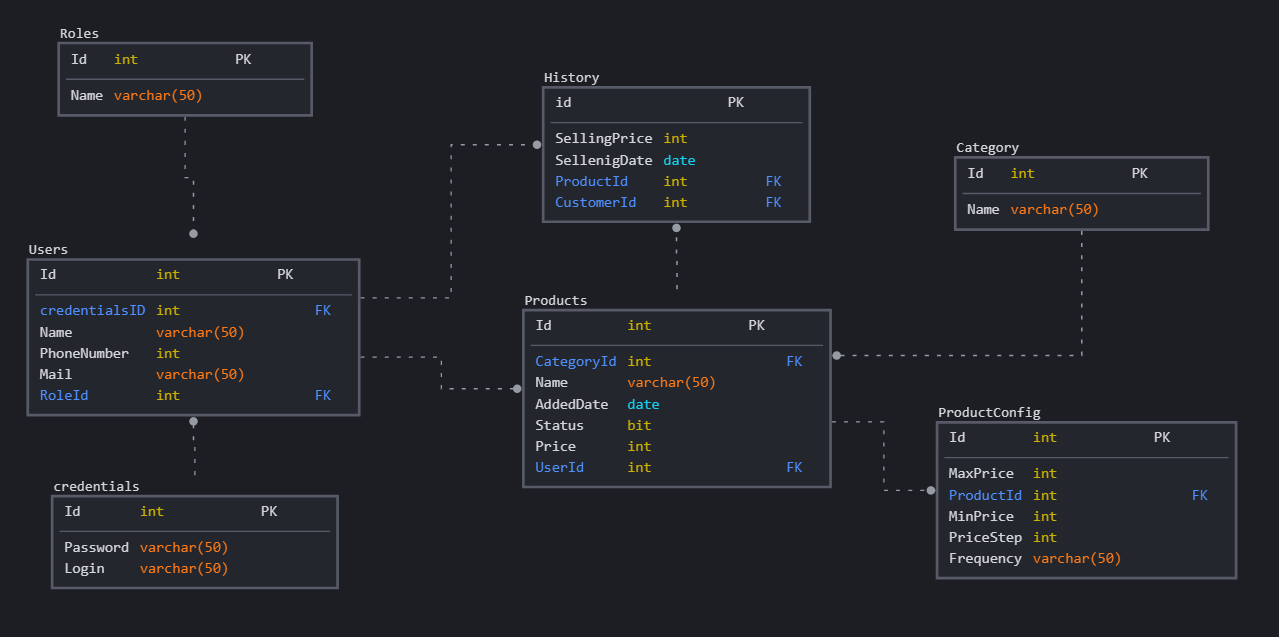 Roles
Id int PK
Name varchar(50)
History
id PK
SellingPrice int
SellenigDate date
ProductId int FK
CustomerId int FK
Category
Id int PK
Name varchar(50)
Users
Id int PK
credentialsID int FK
Name varchar(50)
PhoneNumber int
Mail varchar(50)
RoleId int FK
Products
Id int PK
CategoryId int FK
Name varchar(50)
AddedDate date
Status bit
Price int
UserId int FK
ProductConfig
Id int PK
MaxPrice int
ProductId int FK
MinPrice int
PriceStep int
Frequency varchar(50)
credentials
Id int PK
Password varchar(50)
Login varchar(50)